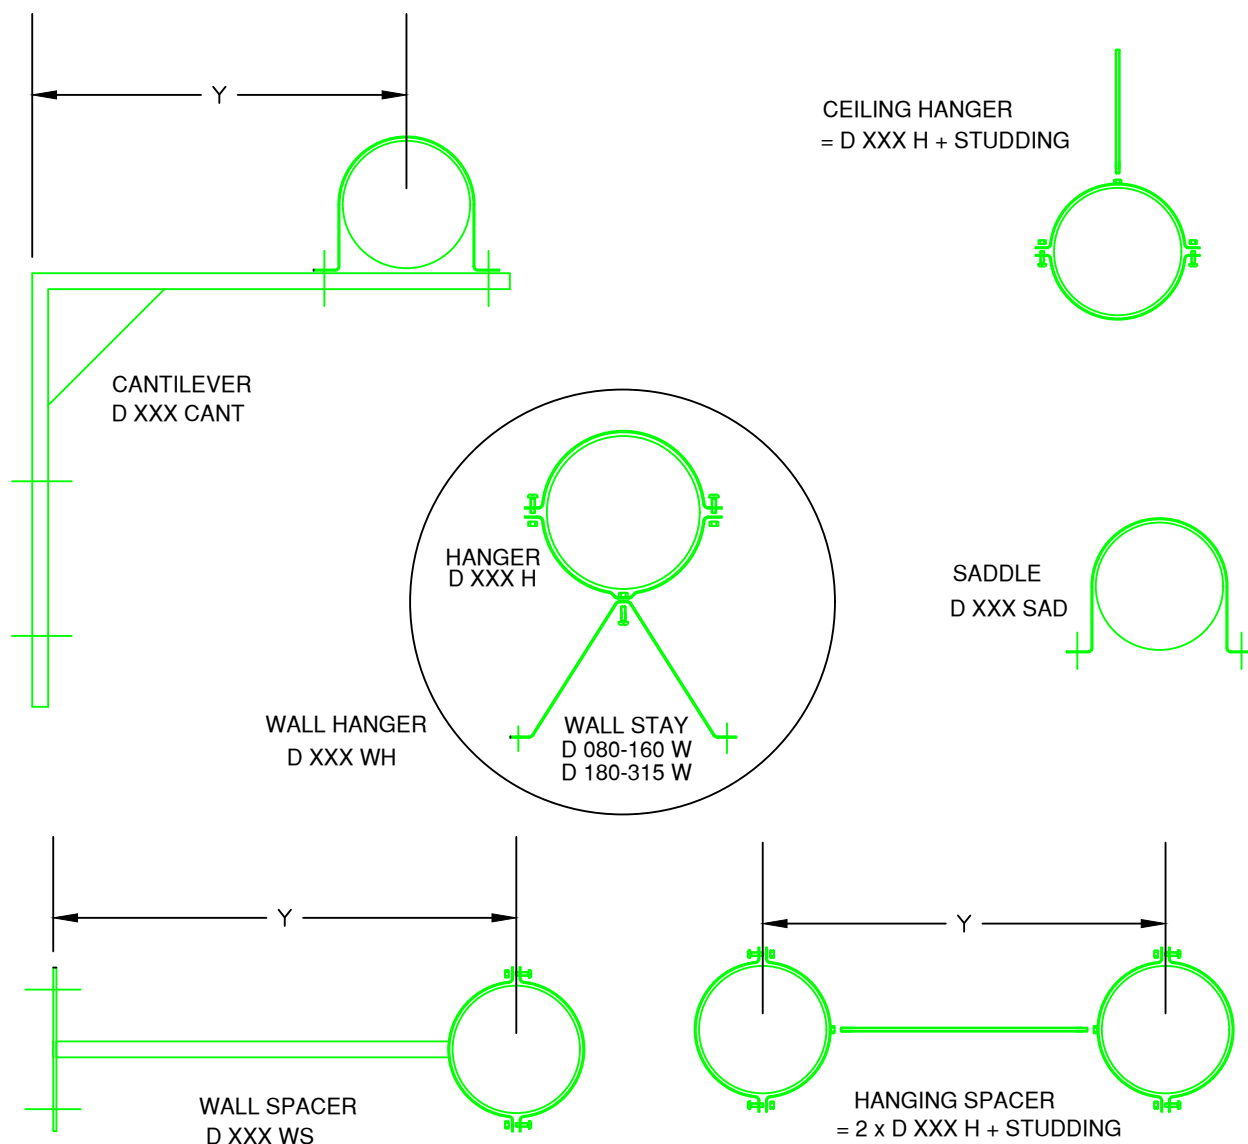 Y
CEILING HANGER
= D XXX H + STUDDING
CANTILEVER
D XXX CANT
HANGER
D XXX H
SADDLE
D XXX SAD
WALL HANGER
D XXX WH
WALL STAY
D 080-160 W
D 180-315 W
Y
Y
WALL SPACER
D XXX WS
HANGING SPACER
= 2 x D XXX H + STUDDING